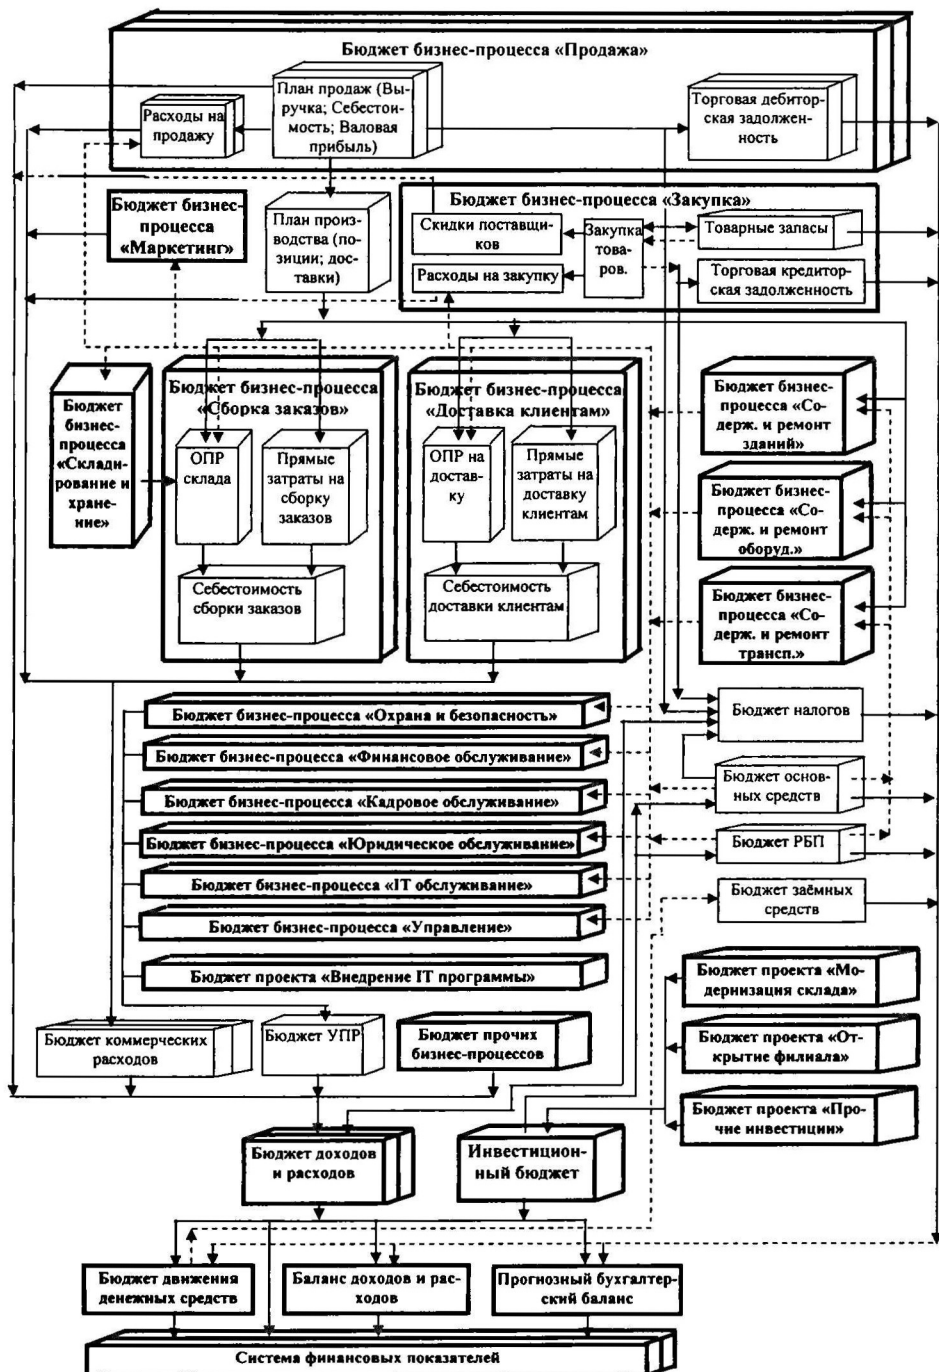 Бюджет бизнес-процесса «Продажа»
План продаж (Вы-
ручка; Себестои-
мость; Валовая
прибыль)
Расходы на
продажу
Торговая дебитор-
ская задолжен-
ность
Бюджет бизнес-
процесса
«Маркетинг»
План произ-
водства (по-
зиции; дос-
тавки)
Бюджет бизнес-процесса «Закупка»
Скидки поставщи-
ков
Расходы на закупку
Закупка
това-
ров.
Товарные запасы
Торговая кредитор-
ская задолженность
Бюджет
бизнес-
процесса
«Склади-
рование и
хране-
ние»
Бюджет бизнес-процесса
«Сборка заказов»
ОПР
склада
Прямые
затраты на
сборку
заказов
Себестоимость
сборки заказов
Бюджет бизнес-процесса
«Доставка клиентам»
ОПР на
достав-
ку
Прямые
затраты на
доставку
клиентам
Себестоимость
доставки клиентам
Бюджет бизнес-
процесса «Со-
держ. и ремонт
зданий»
Бюджет бизнес-
процесса «Со-
держ. и ремонт
оборуд.»
Бюджет бизнес-
процесса «Со-
держ. и ремонт
трансп.»
Бюджет бизнес-процесса «Охрана и безопасность»
Бюджет бизнес-процесса «Финансовое обслуживание»
Бюджет бизнес-процесса «Кадровое обслуживание»
Бюджет бизнес-процесса «Юридическое обслуживание»
Бюджет бизнес-процесса «IT обслуживание»
Бюджет бизнес-процесса «Управление»
Бюджет проекта «Внедрение IT программы»
Бюджет налогов
Бюджет основ-
ных средств
Бюджет РБП
Бюджет заёмных
средств
Бюджет проекта «Мо-
дернизация склада»
Бюджет проекта «От-
крытие филиала»
Бюджет проекта «Про-
чие инвестиции»
Бюджет коммерческих
расходов
Бюджет УПР
Бюджет прочих
бизнес-процессов
Бюджет доходов
и расходов
Инвестицион-
ный бюджет
Бюджет движения
денежных средств
Баланс доходов и рас-
ходов
Прогнозный бухгалтер-
ский баланс
Система финансовых показателей